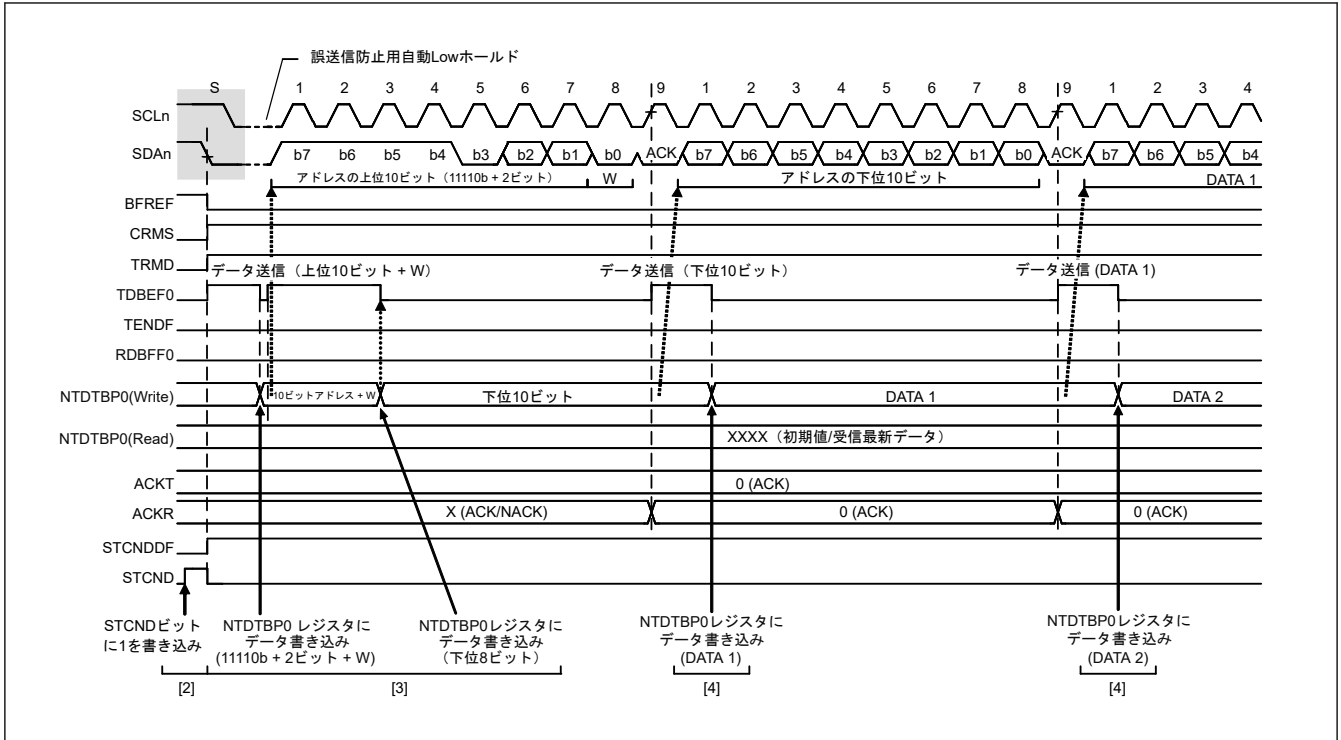 誤送信防止用自動Lowホールド
S 1 2 3 4 5 6 7 8 9 1 2 3 4 5 6 7 8 9 1 2 3 4
SCLn
SDAn b7 b6 b5 b4 b3 b2 b1 b0 ACK b7 b6 b5 b4 b3 b2 b1 b0 ACK b7 b6 b5 b4
アドレスの上位10ビット（11110b + 2ビット） W アドレスの下位10ビット DATA 1
BFREF
CRMS
TRMD
データ送信（上位10ビット + W） データ送信（下位10ビット） データ送信 (DATA 1)
TDBEF0
TENDF
RDBFF0
NTDTBP0(Write) 10ビットアドレス + W 下位10ビット DATA 1 DATA 2
NTDTBP0(Read) XXXX（初期値/受信最新データ）
ACKT 0 (ACK)
ACKR X (ACK/NACK) 0 (ACK) 0 (ACK)
STCNDDF
STCND
STCNDビット
に1を書き込み
NTDTBP0 レジスタに
データ書き込み
(11110b + 2ビット + W)
NTDTBP0レジスタに
データ書き込み
（下位8ビット）
NTDTBP0レジスタに
データ書き込み
(DATA 1)
NTDTBP0レジスタに
データ書き込み
(DATA 2)
[2] [3] [4] [4]